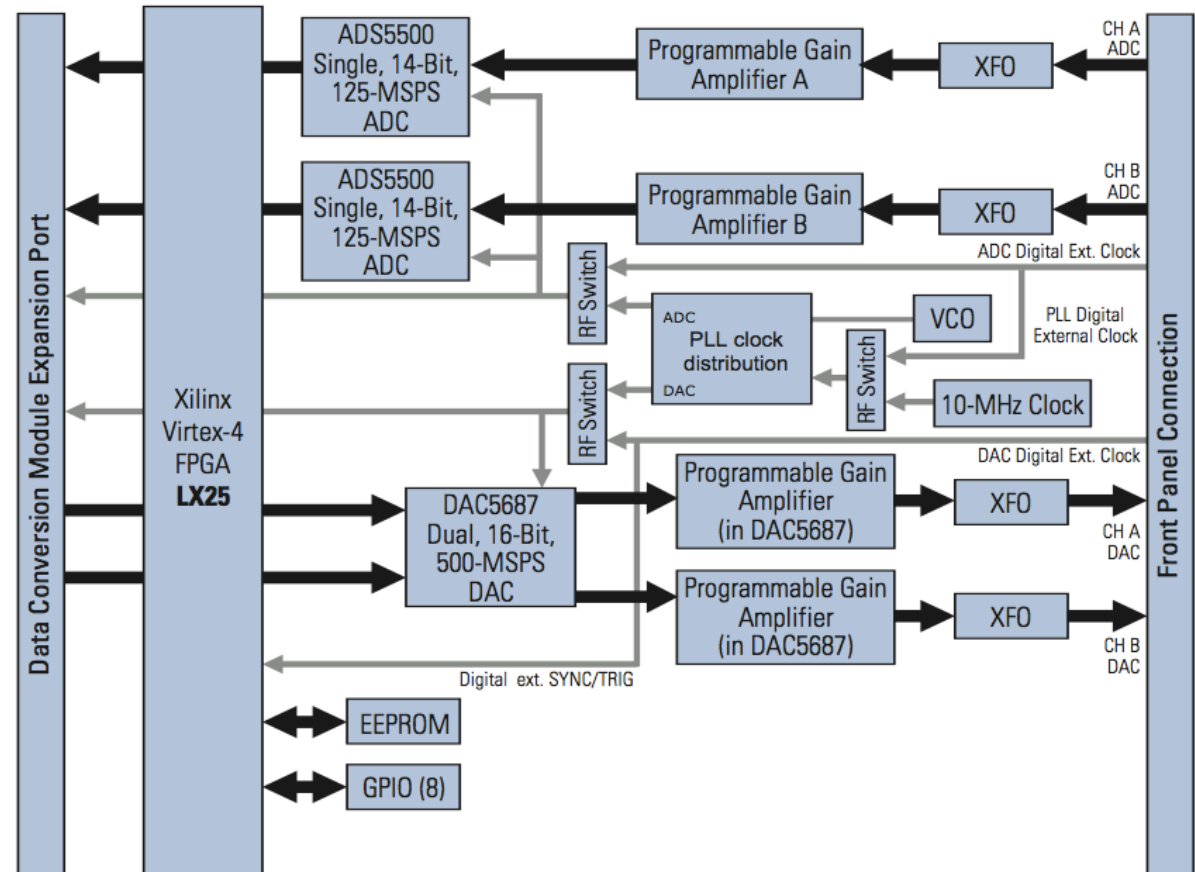 Data Conversion Module Expansion Port
Xilinx
Virtex-4
FPGA
LX25
ADS5500
Single, 14-Bit,
125-MSPS
ADC
Programmable Gain
Amplifier A
XFO
CH A
ADC
ADS5500
Single, 14-Bit,
125-MSPS
ADC
Programmable Gain
Amplifier B
XFO
CH B
ADC
ADC Digital Ext. Clock
RF Switch
ADC
PLL clock
distribution
DAC
VCO
PLL Digital
External Clock
RF Switch
10-MHz Clock
RF Switch
DAC Digital Ext. Clock
DAC5687
Dual, 16-Bit,
500-MSPS
DAC
Programmable Gain
Amplifier
(in DAC5687)
XFO
CH A
DAC
Programmable Gain
Amplifier
(in DAC5687)
XFO
CH B
DAC
Digital ext. SYNC/TRIG
EEPROM
GPIO (8)
Front Panel Connection